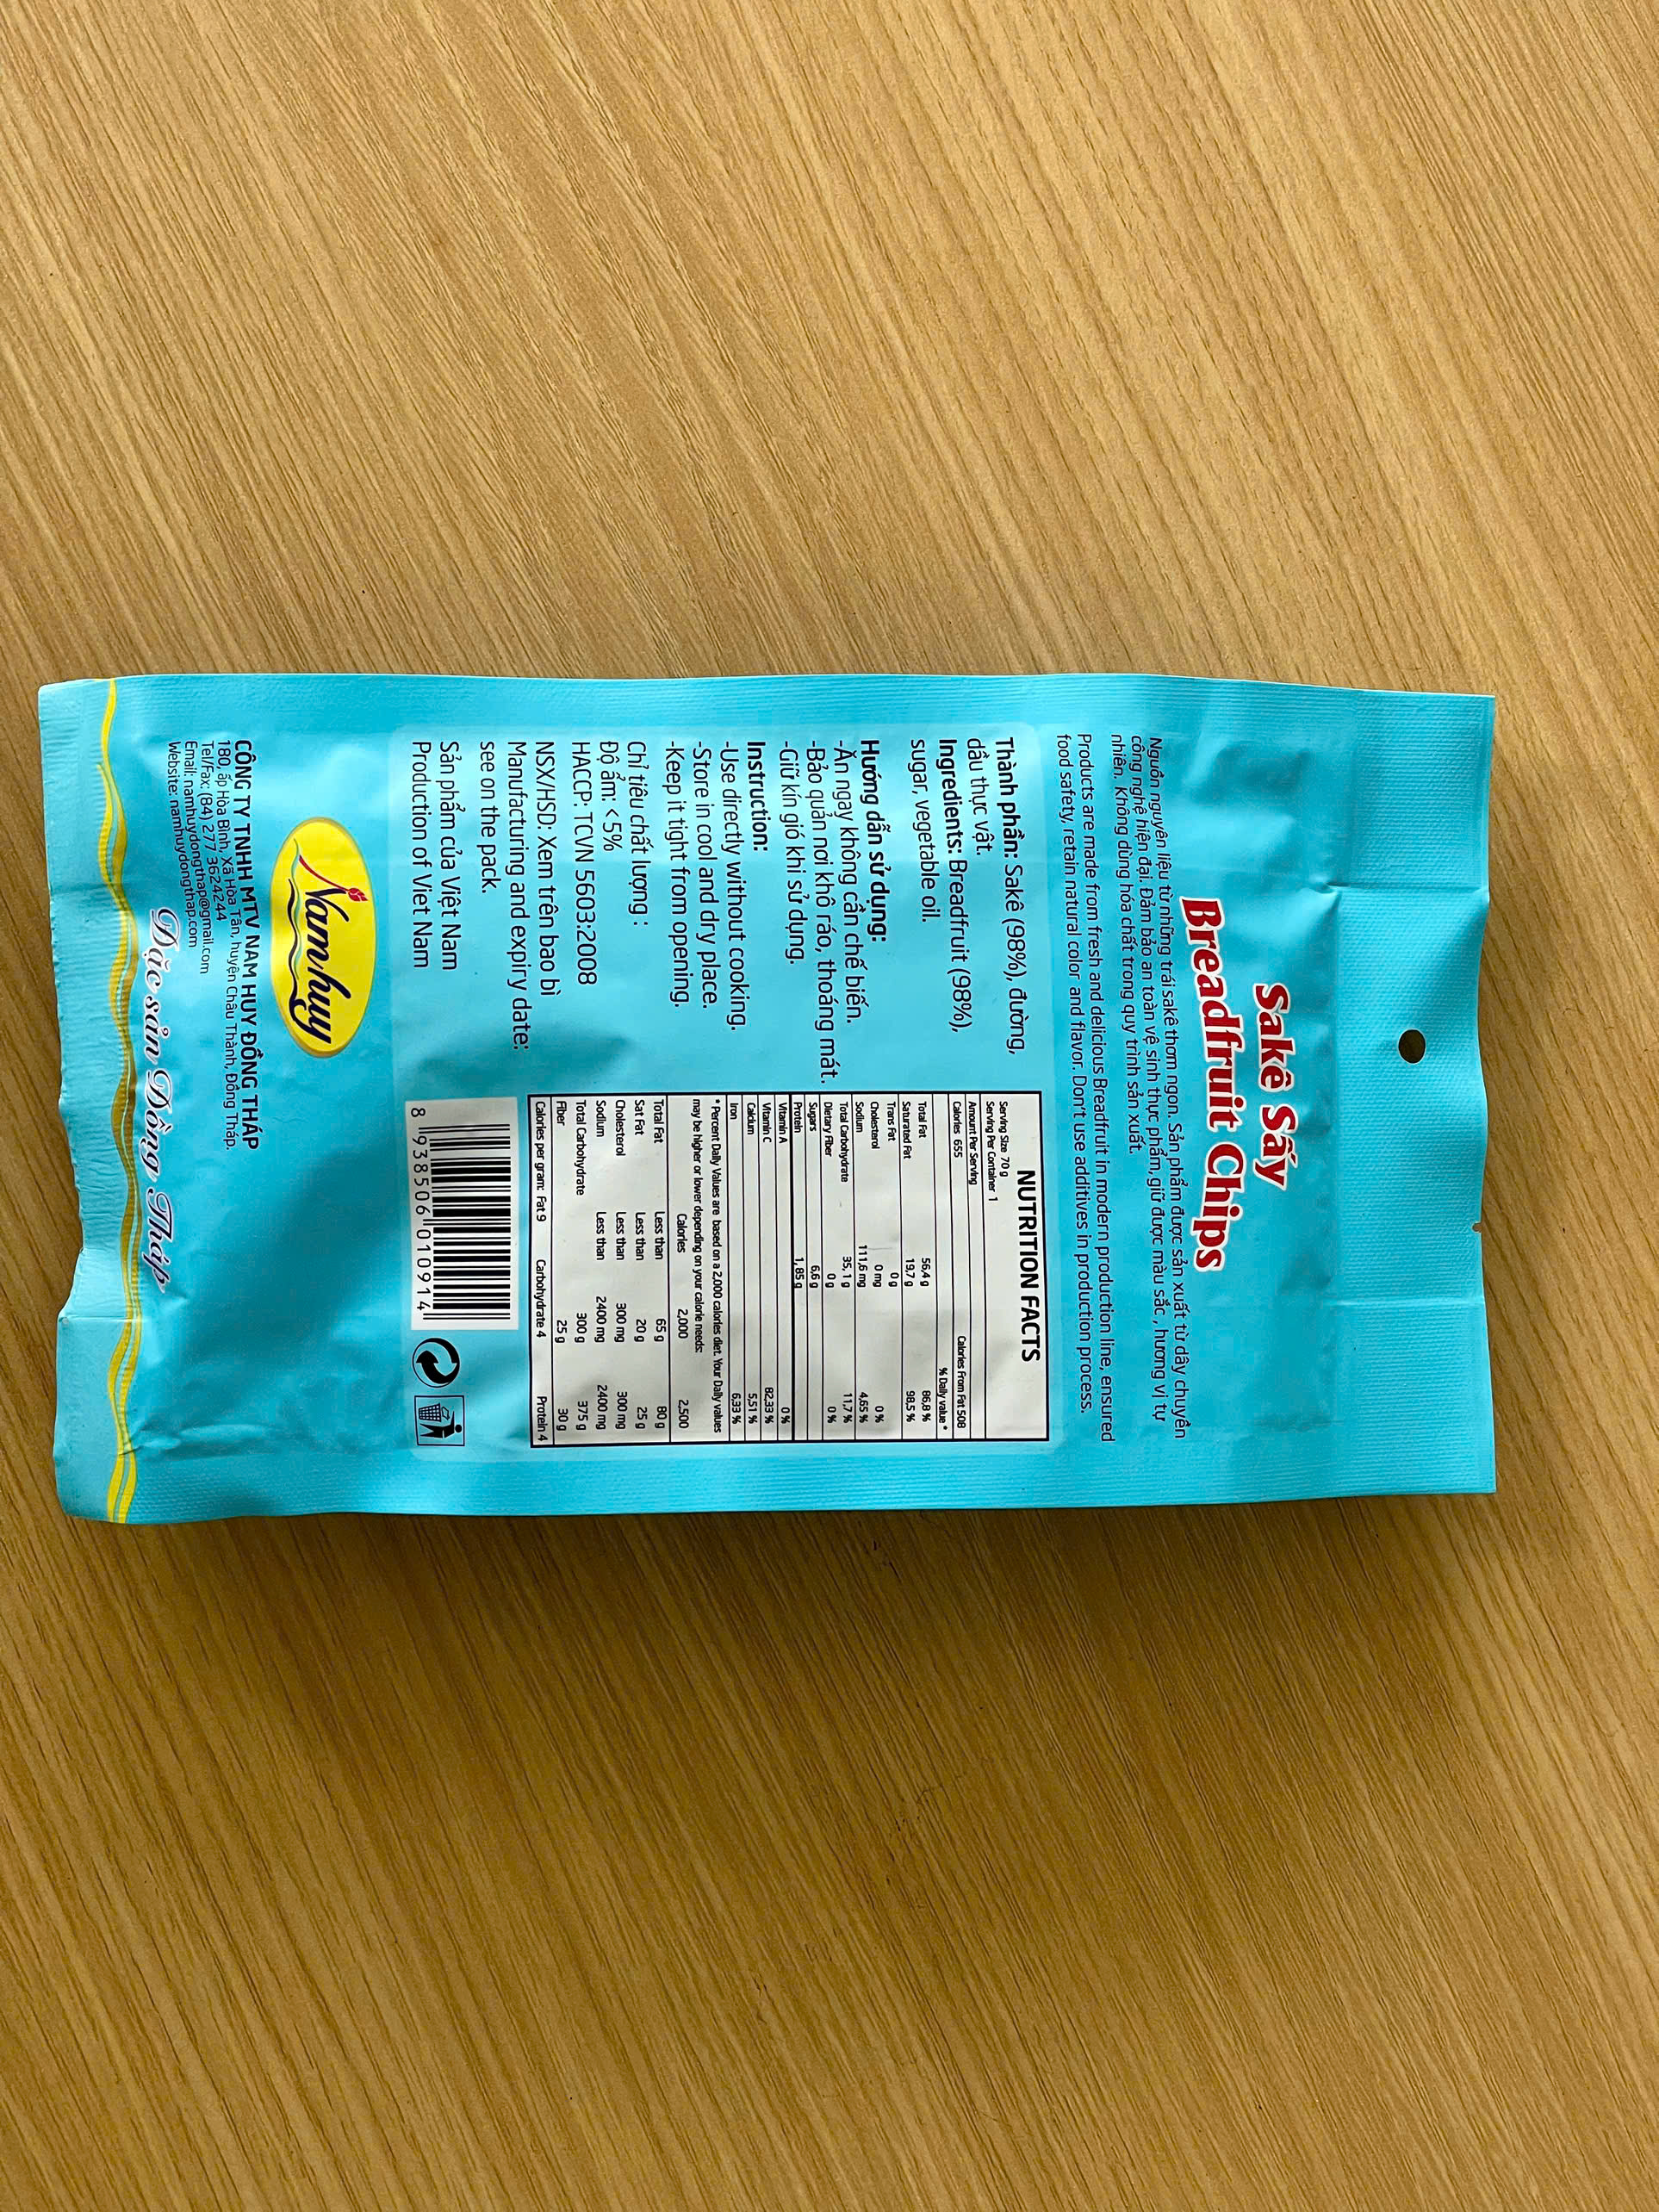 Sakê Sấy
Breadfruit Chips
Nguồn nguyên liệu từ những trái sakê thơm ngon. Sản phẩm được sản xuất từ dây chuyền
công nghệ hiện đại. Đảm bảo an toàn vệ sinh thực phẩm, giữ được màu sắc, hương vị tự
nhiên. Không dùng hóa chất trong quy trình sản xuất.
Products are made from fresh and delicious Breadfruit in modern production line, ensured
food safety, retain natural color and flavor. Don't use additives in production process.
Thành phần: Sakê (98%), đường,
dầu thực vật.
Ingredients: Breadfruit (98%),
sugar, vegetable oil.
Hướng dẫn sử dụng:
-Ăn ngay không cần chế biến.
-Bảo quản nơi khô ráo, thoáng mát.
-Giữ kín gió khi sử dụng.
Instruction:
-Use directly without cooking.
-Store in cool and dry place.
-Keep it tight from opening.
Chỉ tiêu chất lượng :
Độ ẩm: <5%
HACCP: TCVN 5603:2008
NSX/HSD: Xem trên bao bì
Manufacturing and expiry date:
see on the pack.
Sản phẩm của Việt Nam
Production of Viet Nam
NUTRITION FACTS
Serving Size 70 g
Serving Per Container 1
Amount Per Serving
Calories 655 Calories From Fat 508
% Daily value *
Total Fat 56,4 g 86,8 %
Saturated Fat 19,7 g 98,5 %
Trans Fat 0 g
Cholesterol 0 mg 0 %
Sodium 111,6 mg 4,65 %
Total Carbohydrate 35,1 g 11,7 %
Dietary Fiber 0 g 0 %
Sugars 6,6 g
Protein 1,85 g
Vitamin A 0 %
Vitamin C 82,33 %
Calcium 5,51 %
Iron 6,33 %
* Percent Daily Values are based on a 2,000 calories diet. Your Daily values
may be higher or lower depending on your calorie needs:
Calories 2,000 2,500
Total Fat Less than 65 g 80 g
Sat Fat Less than 20 g 25 g
Cholesterol Less than 300 mg 300 mg
Sodium Less than 2400 mg 2400 mg
Total Carbohydrate 300 g 375 g
Fiber 25 g 30 g
Calories per gram: Fat 9 Carbohydrate 4 Protein 4
8 938506 010914
Namhuy
CÔNG TY TNHH MTV NAM HUY ĐỒNG THÁP
180, ấp Hòa Bình, Xã Hòa Tân, huyện Châu Thành, Đồng Tháp.
Tel/Fax: (84) 277 3624244
Email: namhuydongthap@gmail.com
Website: namhuydongthap.com
Đặc sản Đồng Tháp